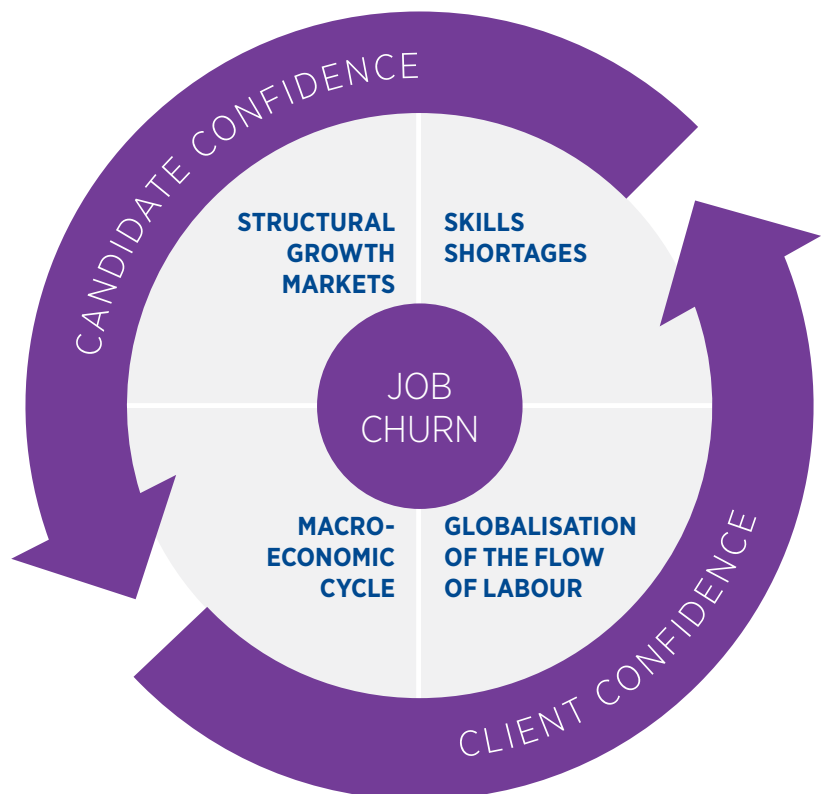 CANDIDATE CONFIDENCE
STRUCTURAL
GROWTH
MARKETS
SKILLS
SHORTAGES
JOB
CHURN
MACRO-
ECONOMIC
CYCLE
GLOBALISATION
OF THE FLOW
OF LABOUR
CLIENT CONFIDENCE